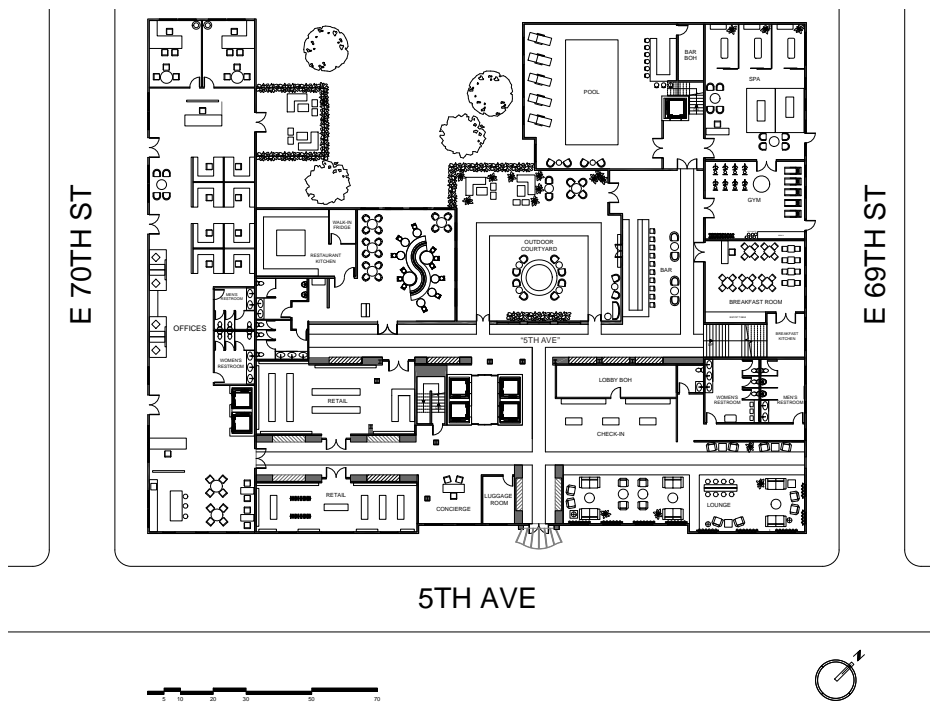 BAR
BOH
POOL
SPA
E 70TH ST
E 69TH ST
GYM
WALK-IN
FRIDGE
RESTAURANT
KITCHEN
OUTDOOR
COURTYARD
BAR
MEN'S
RESTROOM
BREAKFAST ROOM
OFFICES
"5TH AVE"
BREAKFAST
KITCHEN
WOMEN'S
RESTROOM
LOBBY BOH
RETAIL
WOMEN'S
RESTROOM
MEN'S
RESTROOM
CHECK-IN
RETAIL
LUGGAGE
ROOM
CONCIERGE
LOUNGE
5TH AVE
N
5 10 20 30 50 70